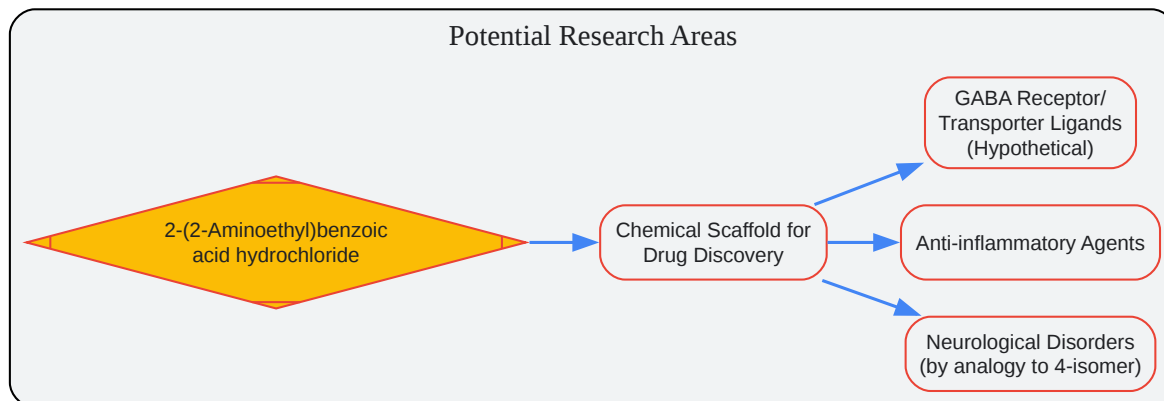 Potential Research Areas
2-(2-Aminoethyl)benzoic
acid hydrochloride
Chemical Scaffold for
Drug Discovery
GABA Receptor/
Transporter Ligands
(Hypothetical)
Anti-inflammatory Agents
Neurological Disorders
(by analogy to 4-isomer)